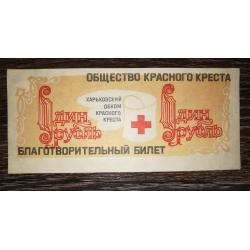 ОБЩЕСТВО КРАСНОГО КРЕСТА
ХАРЬКОВСКИЙ
ОБКОМ
КРАСНОГО
КРЕСТА
Один
рубль
Один
рубль
БЛАГОТВОРИТЕЛЬНЫЙ БИЛЕТ